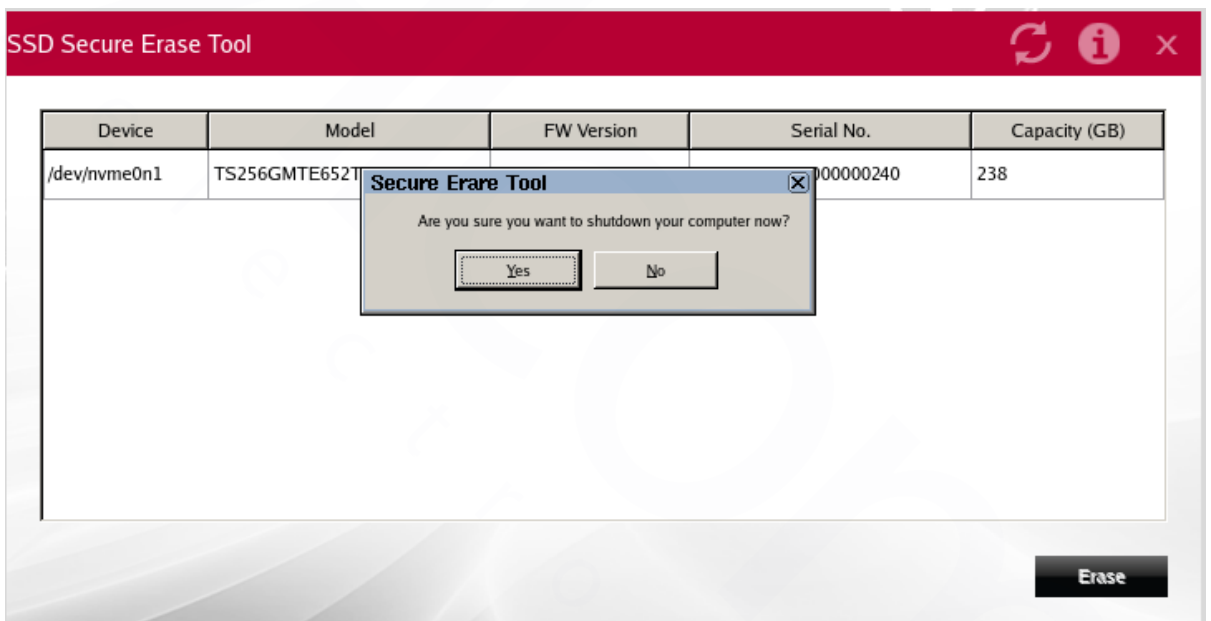 SSD Secure Erase Tool
Device Model FW Version Serial No. Capacity (GB)
/dev/nvme0n1 TS256GMTE652T 000000240 238
Secure Erare Tool
Are you sure you want to shutdown your computer now?
Yes No
Erase